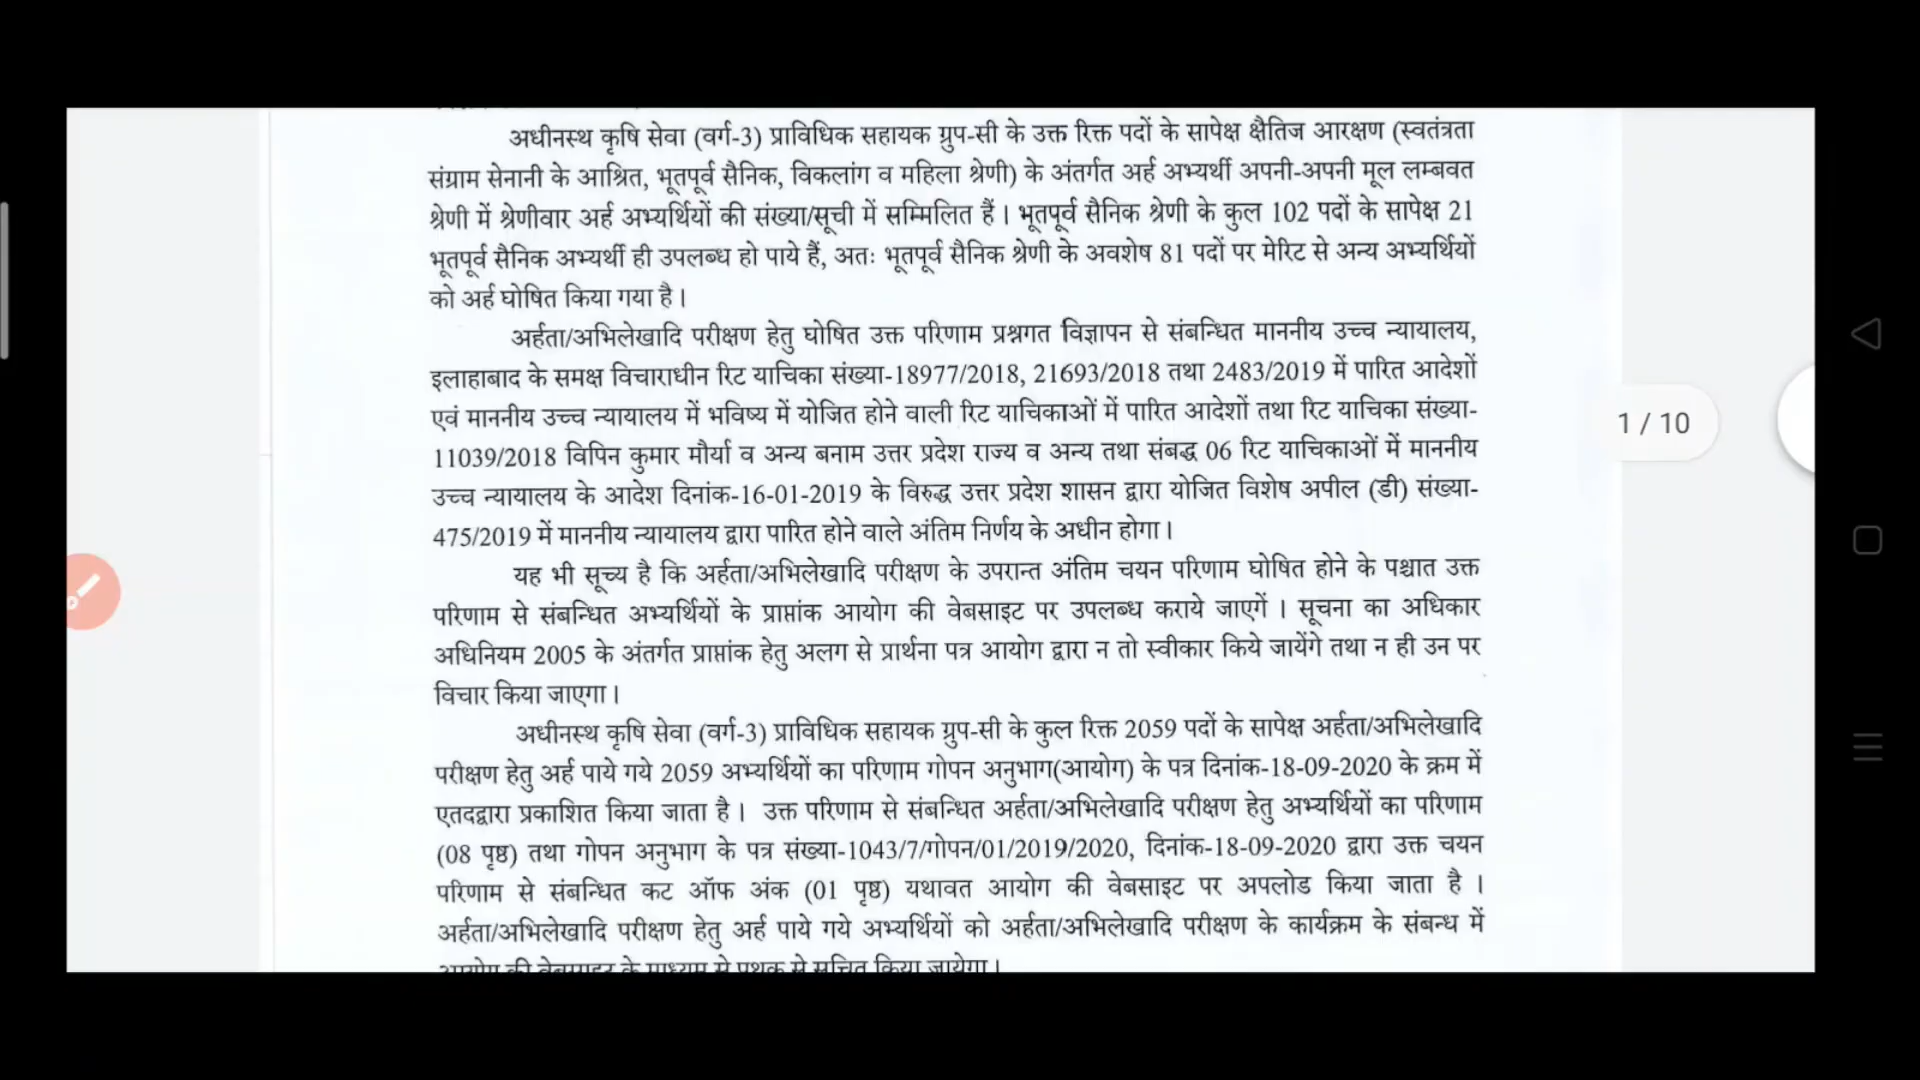 अधीनस्थ कृषि सेवा (वर्ग-3) प्राविधिक सहायक ग्रुप-सी के उक्त रिक्त पदों के सापेक्ष क्षैतिज आरक्षण (स्वतंत्रता
संग्राम सेनानी के आश्रित, भूतपूर्व सैनिक, विकलांग व महिला श्रेणी) के अंतर्गत अर्ह अभ्यर्थी अपनी-अपनी मूल लम्बवत
श्रेणी में श्रेणीवार अर्ह अभ्यर्थियों की संख्या/सूची में सम्मिलित हैं। भूतपूर्व सैनिक श्रेणी के कुल 102 पदों के सापेक्ष 21
भूतपूर्व सैनिक अभ्यर्थी ही उपलब्ध हो पाये हैं, अतः भूतपूर्व सैनिक श्रेणी के अवशेष 81 पदों पर मेरिट से अन्य अभ्यर्थियों
को अर्ह घोषित किया गया है।
अर्हता/अभिलेखादि परीक्षण हेतु घोषित उक्त परिणाम प्रश्नगत विज्ञापन से संबन्धित माननीय उच्च न्यायालय,
इलाहाबाद के समक्ष विचाराधीन रिट याचिका संख्या-18977/2018, 21693/2018 तथा 2483/2019 में पारित आदेशों
1 / 10
एवं माननीय उच्च न्यायालय में भविष्य में योजित होने वाली रिट याचिकाओं में पारित आदेशों तथा रिट याचिका संख्या-
11039/2018 विपिन कुमार मौर्या व अन्य बनाम उत्तर प्रदेश राज्य व अन्य तथा संबद्ध 06 रिट याचिकाओं में माननीय
उच्च न्यायालय के आदेश दिनांक-16-01-2019 के विरुद्ध उत्तर प्रदेश शासन द्वारा योजित विशेष अपील (डी) संख्या-
475/2019 में माननीय न्यायालय द्वारा पारित होने वाले अंतिम निर्णय के अधीन होगा।
यह भी सूच्य है कि अर्हता/अभिलेखादि परीक्षण के उपरान्त अंतिम चयन परिणाम घोषित होने के पश्चात उक्त
परिणाम से संबन्धित अभ्यर्थियों के प्राप्तांक आयोग की वेबसाइट पर उपलब्ध कराये जाएगें। सूचना का अधिकार
अधिनियम 2005 के अंतर्गत प्राप्तांक हेतु अलग से प्रार्थना पत्र आयोग द्वारा न तो स्वीकार किये जायेंगे तथा न ही उन पर
विचार किया जाएगा।
अधीनस्थ कृषि सेवा (वर्ग-3) प्राविधिक सहायक ग्रुप-सी के कुल रिक्त 2059 पदों के सापेक्ष अर्हता/अभिलेखादि
परीक्षण हेतु अर्ह पाये गये 2059 अभ्यर्थियों का परिणाम गोपन अनुभाग(आयोग) के पत्र दिनांक-18-09-2020 के क्रम में
एतदद्वारा प्रकाशित किया जाता है। उक्त परिणाम से संबन्धित अर्हता/अभिलेखादि परीक्षण हेतु अभ्यर्थियों का परिणाम
(08 पृष्ठ) तथा गोपन अनुभाग के पत्र संख्या-1043/7/गोपन/01/2019/2020, दिनांक-18-09-2020 द्वारा उक्त चयन
परिणाम से संबन्धित कट ऑफ अंक (01 पृष्ठ) यथावत आयोग की वेबसाइट पर अपलोड किया जाता है।
अर्हता/अभिलेखादि परीक्षण हेतु अर्ह पाये गये अभ्यर्थियों को अर्हता/अभिलेखादि परीक्षण के कार्यक्रम के संबन्ध में
आयोग की वेबसाइट के माध्यम से पृथक से सूचित किया जायेगा।